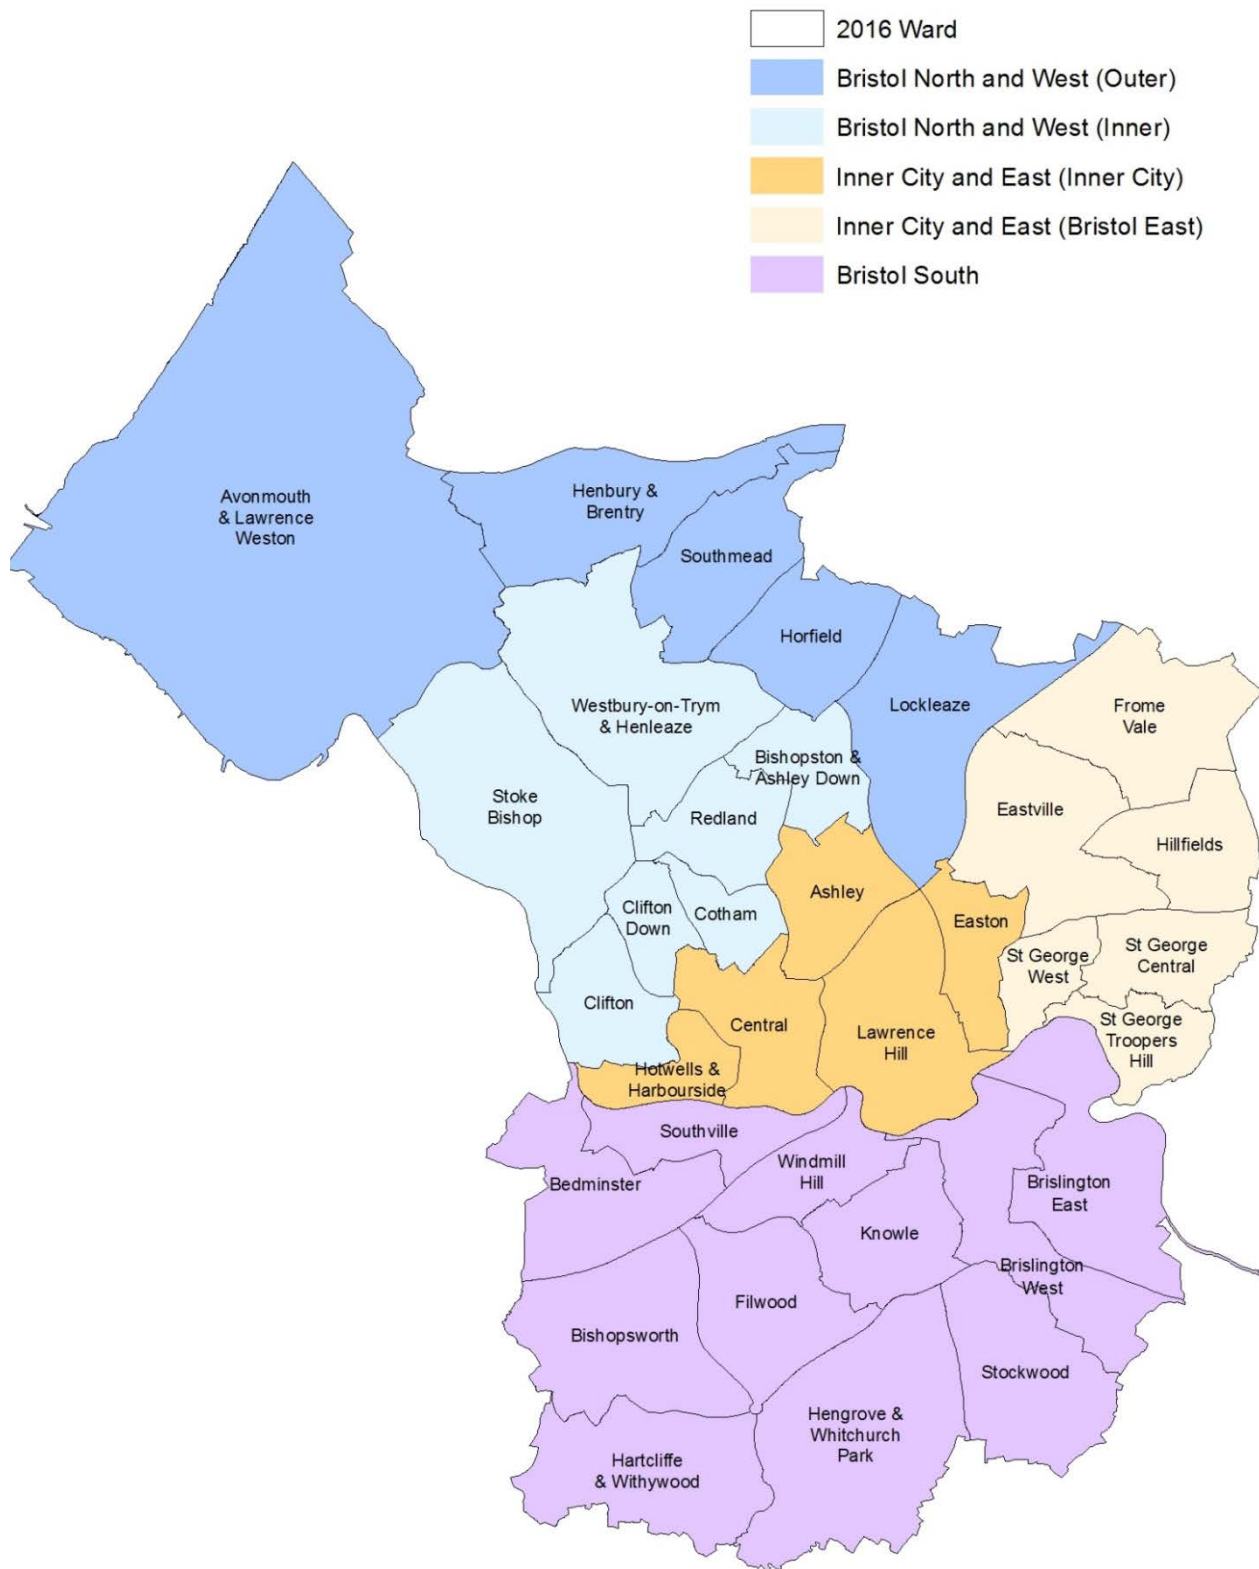 2016 Ward
Bristol North and West (Outer)
Bristol North and West (Inner)
Inner City and East (Inner City)
Inner City and East (Bristol East)
Bristol South
Avonmouth
& Lawrence
Weston
Henbury &
Brentry
Southmead
Horfield
Lockleaze
Westbury-on-Trym
& Henleaze
Frome
Vale
Bishopston &
Ashley Down
Stoke
Bishop
Redland
Eastville
Hillfields
Ashley
Easton
Clifton
Down
Cotham
St George
West
St George
Central
Clifton
Central
Lawrence
Hill
St George
Troopers
Hill
Hotwells &
Harbourside
Southville
Windmill
Hill
Bedminster
Brislington
East
Knowle
Brislington
West
Filwood
Bishopsworth
Stockwood
Hengrove &
Whitchurch
Park
Hartcliffe
& Withywood